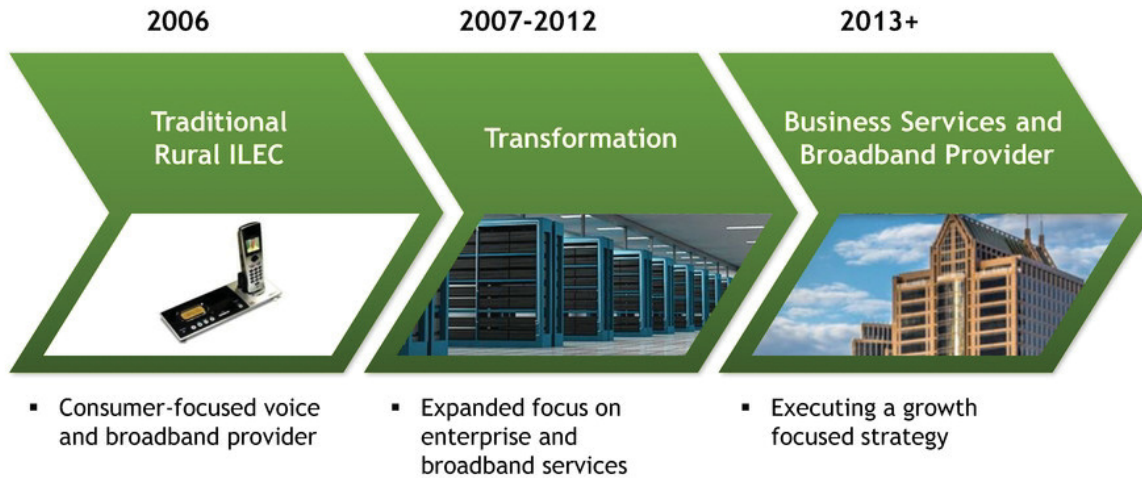 2006
2007-2012
2013+
Traditional
Rural ILEC
Transformation
Business Services and
Broadband Provider
▪ Consumer-focused voice
and broadband provider
▪ Expanded focus on
enterprise and
broadband services
▪ Executing a growth
focused strategy